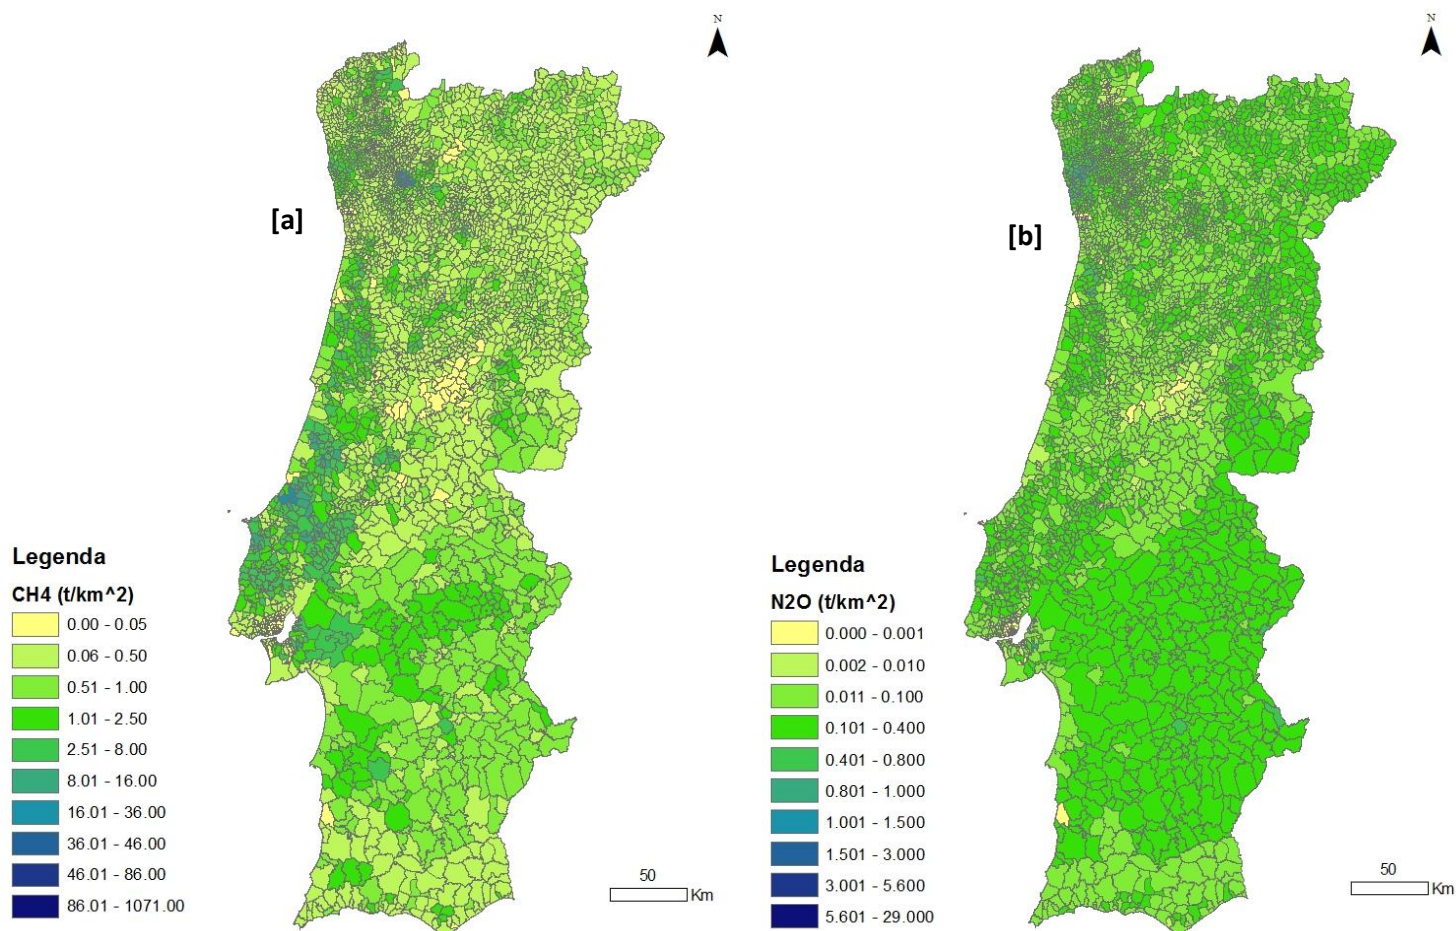 N
[a]
Legenda
CH4 (t/km^2)
0.00 - 0.05
0.06 - 0.50
0.51 - 1.00
1.01 - 2.50
2.51 - 8.00
8.01 - 16.00
16.01 - 36.00
36.01 - 46.00
46.01 - 86.00
86.01 - 1071.00
50
Km
N
[b]
Legenda
N2O (t/km^2)
0.000 - 0.001
0.002 - 0.010
0.011 - 0.100
0.101 - 0.400
0.401 - 0.800
0.801 - 1.000
1.001 - 1.500
1.501 - 3.000
3.001 - 5.600
5.601 - 29.000
50
Km